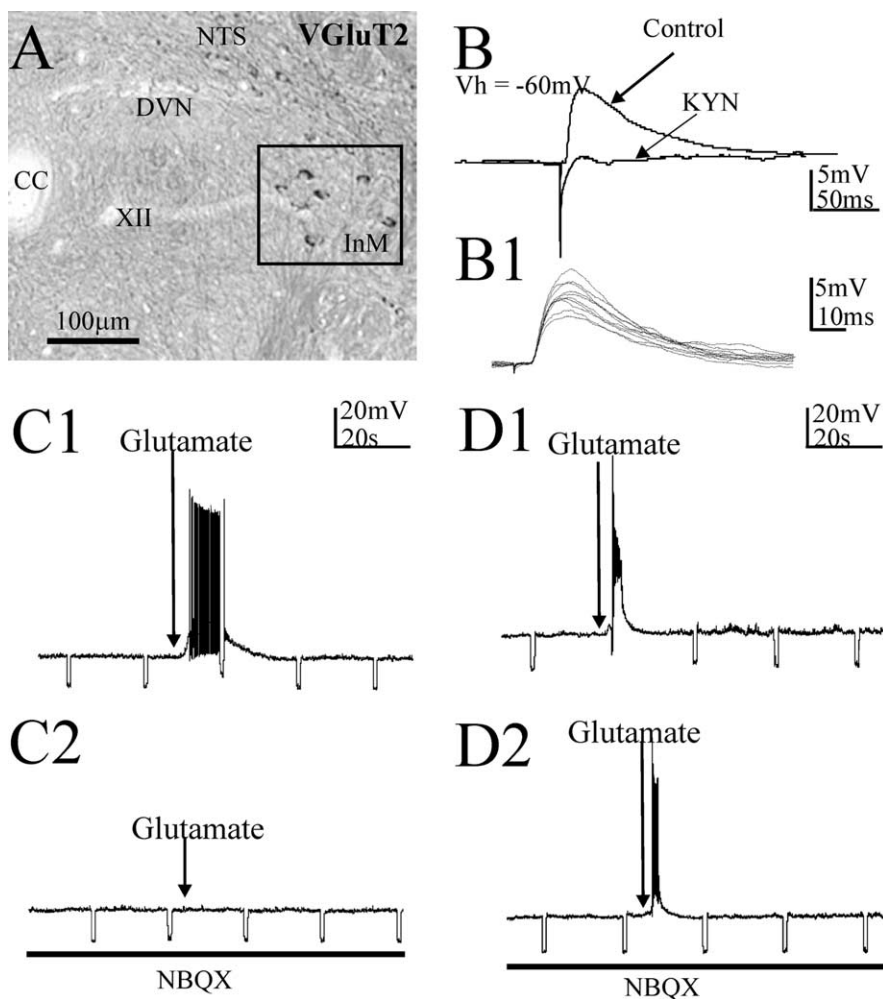 A
NTS
VGluT2
DVN
CC
XII
InM
100μm
B
Control
Vh = -60mV
KYN
5mV
50ms
B1
5mV
10ms
C1
20mV
20s
Glutamate
D1
20mV
20s
Glutamate
C2
Glutamate
NBQX
D2
Glutamate
NBQX